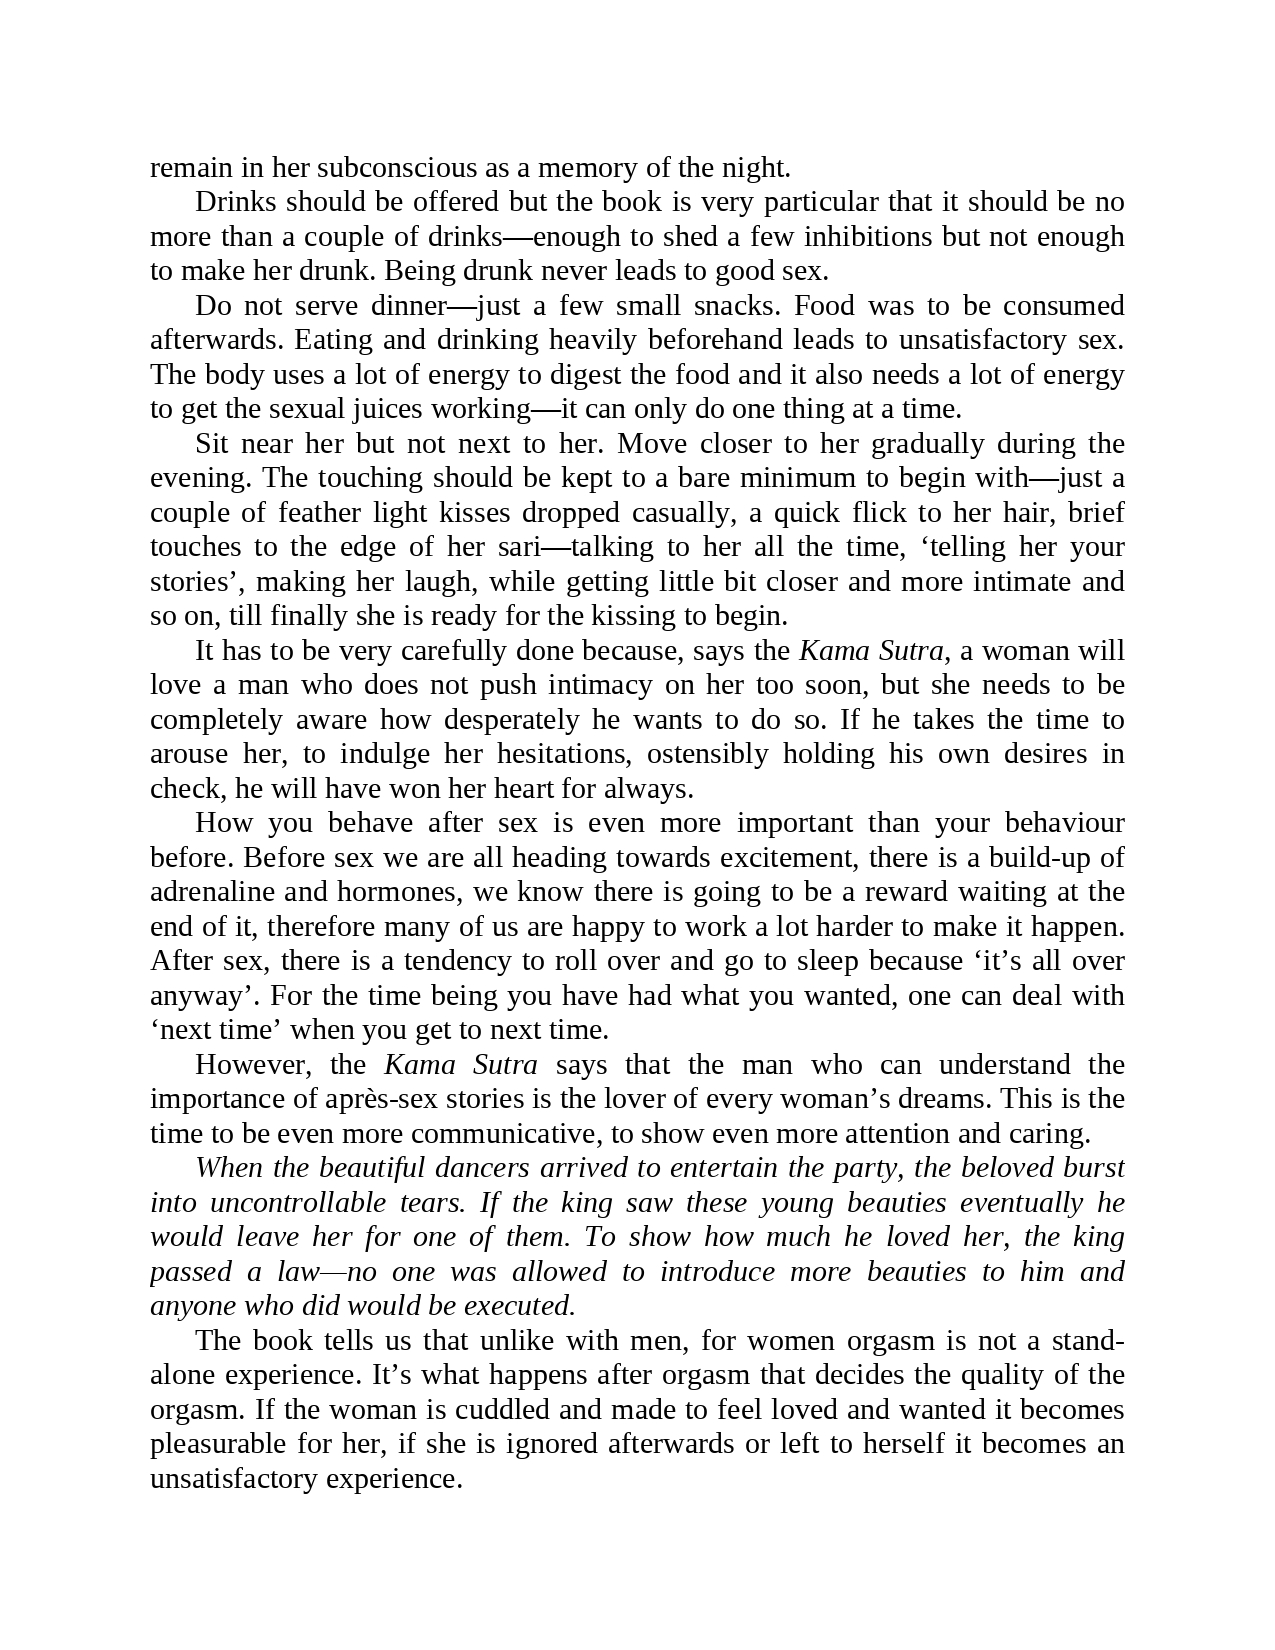 remain in her subconscious as a memory of the night.
Drinks should be offered but the book is very particular that it should be no
more than a couple of drinks—enough to shed a few inhibitions but not enough
to make her drunk. Being drunk never leads to good sex.
Do not serve dinner—just a few small snacks. Food was to be consumed
afterwards. Eating and drinking heavily beforehand leads to unsatisfactory sex.
The body uses a lot of energy to digest the food and it also needs a lot of energy
to get the sexual juices working—it can only do one thing at a time.
Sit near her but not next to her. Move closer to her gradually during the
evening. The touching should be kept to a bare minimum to begin with—just a
couple of feather light kisses dropped casually, a quick flick to her hair, brief
touches to the edge of her sari—talking to her all the time, ‘telling her your
stories’, making her laugh, while getting little bit closer and more intimate and
so on, till finally she is ready for the kissing to begin.
It has to be very carefully done because, says the Kama Sutra, a woman will
love a man who does not push intimacy on her too soon, but she needs to be
completely aware how desperately he wants to do so. If he takes the time to
arouse her, to indulge her hesitations, ostensibly holding his own desires in
check, he will have won her heart for always.
How you behave after sex is even more important than your behaviour
before. Before sex we are all heading towards excitement, there is a build-up of
adrenaline and hormones, we know there is going to be a reward waiting at the
end of it, therefore many of us are happy to work a lot harder to make it happen.
After sex, there is a tendency to roll over and go to sleep because ‘it’s all over
anyway’. For the time being you have had what you wanted, one can deal with
‘next time’ when you get to next time.
However, the Kama Sutra says that the man who can understand the
importance of après-sex stories is the lover of every woman’s dreams. This is the
time to be even more communicative, to show even more attention and caring.
When the beautiful dancers arrived to entertain the party, the beloved burst
into uncontrollable tears. If the king saw these young beauties eventually he
would leave her for one of them. To show how much he loved her, the king
passed a law—no one was allowed to introduce more beauties to him and
anyone who did would be executed.
The book tells us that unlike with men, for women orgasm is not a stand-
alone experience. It’s what happens after orgasm that decides the quality of the
orgasm. If the woman is cuddled and made to feel loved and wanted it becomes
pleasurable for her, if she is ignored afterwards or left to herself it becomes an
unsatisfactory experience.